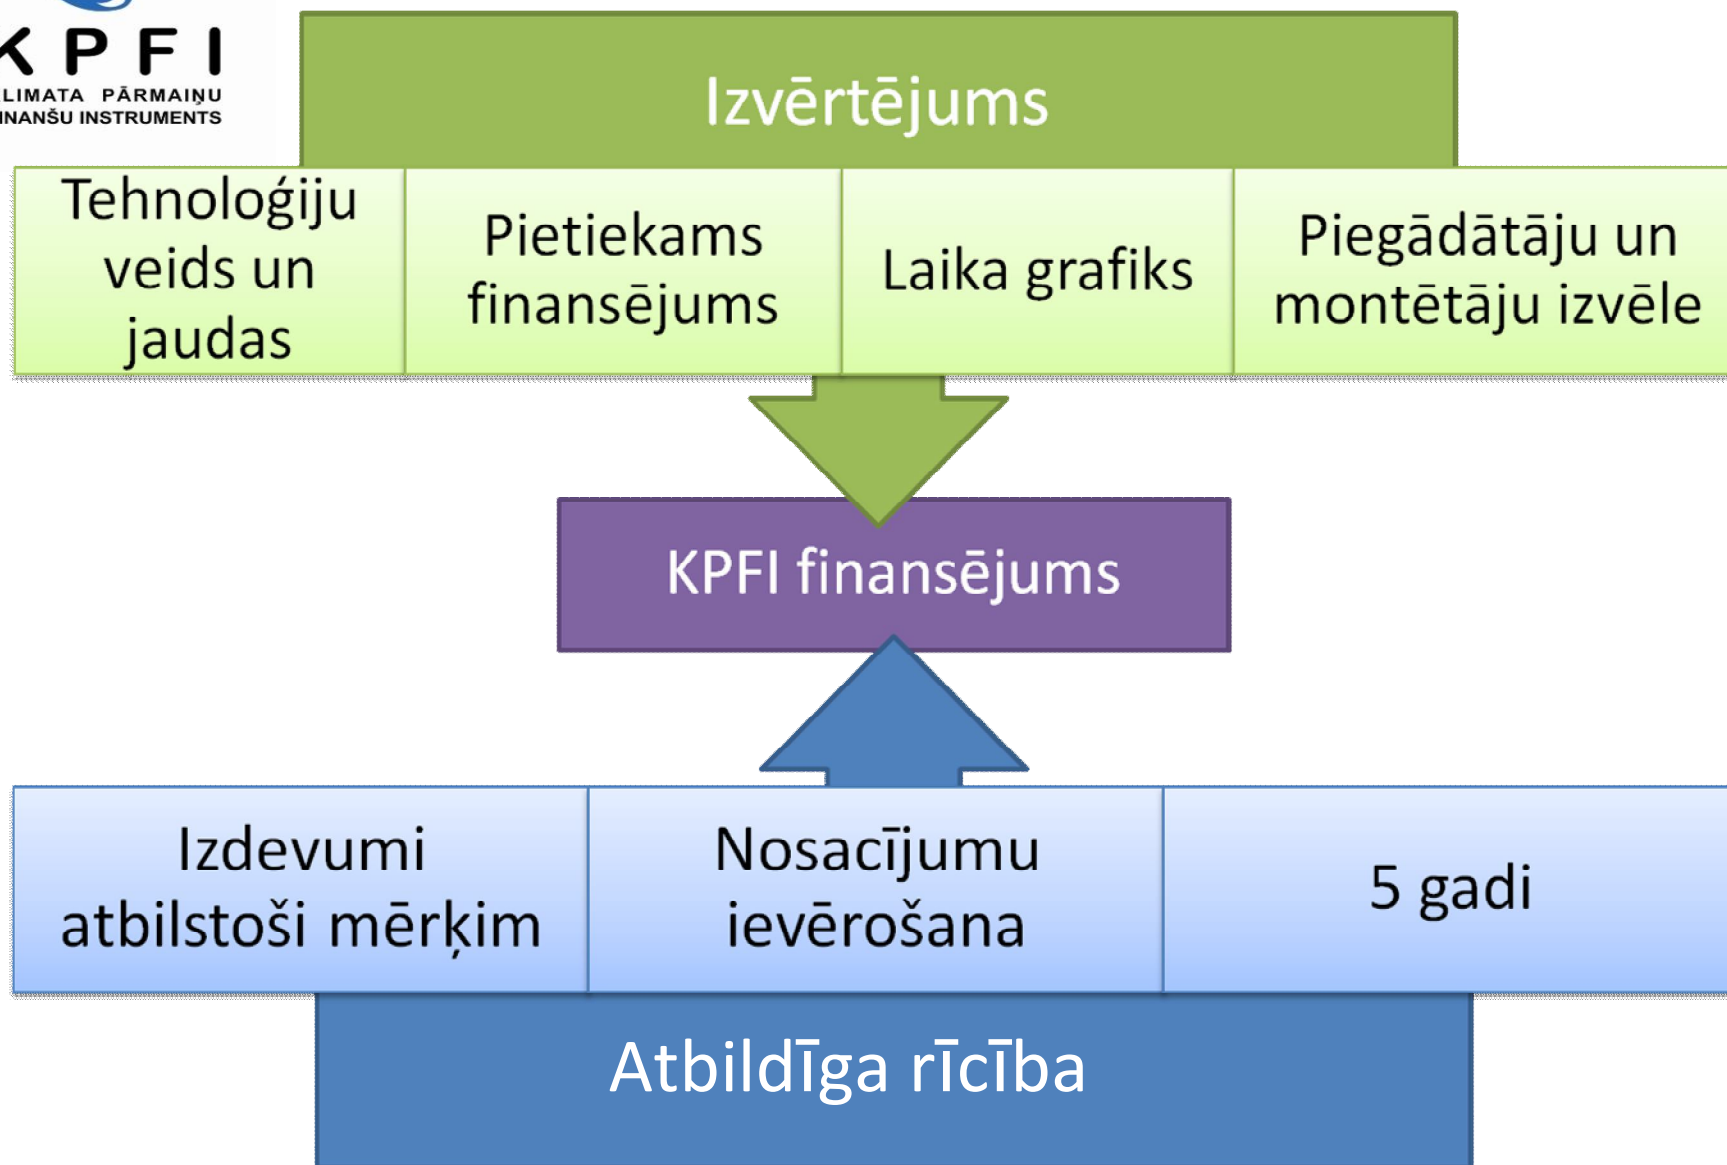 KPFI
KLIMATA PĀRMAIŅU
FINANŠU INSTRUMENTS
Izvērtējums
Tehnoloģiju
veids un
jaudas
Pietiekams
finansējums
Laika grafiks
Piegādātāju un
montētāju izvēle
KPFI finansējums
Izdevumi
atbilstoši mērķim
Nosacījumu
ievērošana
5 gadi
Atbildīga rīcība